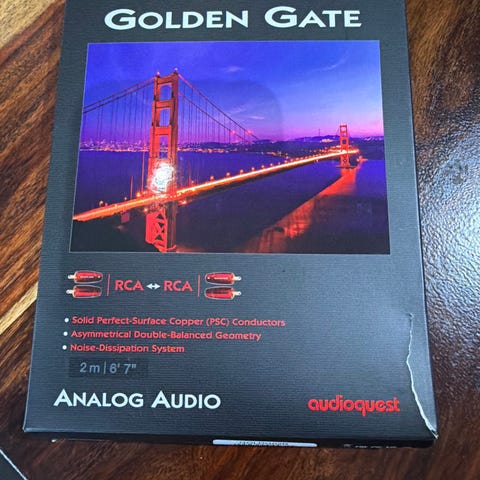 GOLDEN GATE
RCA ↔ RCA
• Solid Perfect-Surface Copper (PSC) Conductors
• Asymmetrical Double-Balanced Geometry
• Noise-Dissipation System
2 m | 6' 7"
ANALOG AUDIO
audioquest